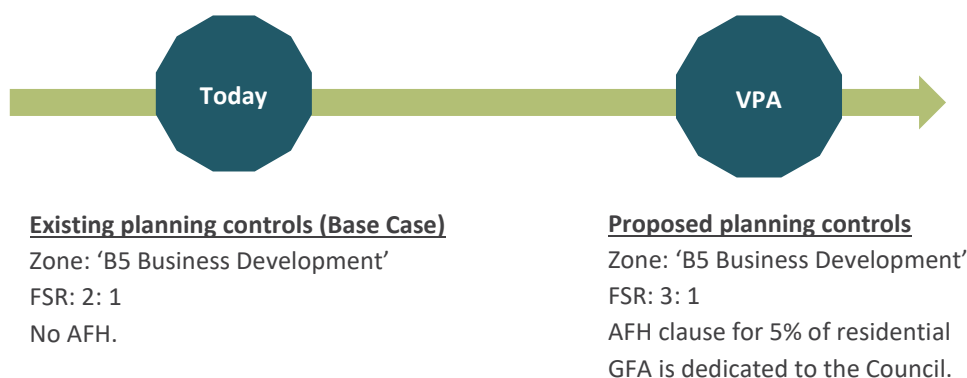 Today
VPA
Existing planning controls (Base Case)
Zone: ‘B5 Business Development’
FSR: 2: 1
No AFH.
Proposed planning controls
Zone: ‘B5 Business Development’
FSR: 3: 1
AFH clause for 5% of residential
GFA is dedicated to the Council.